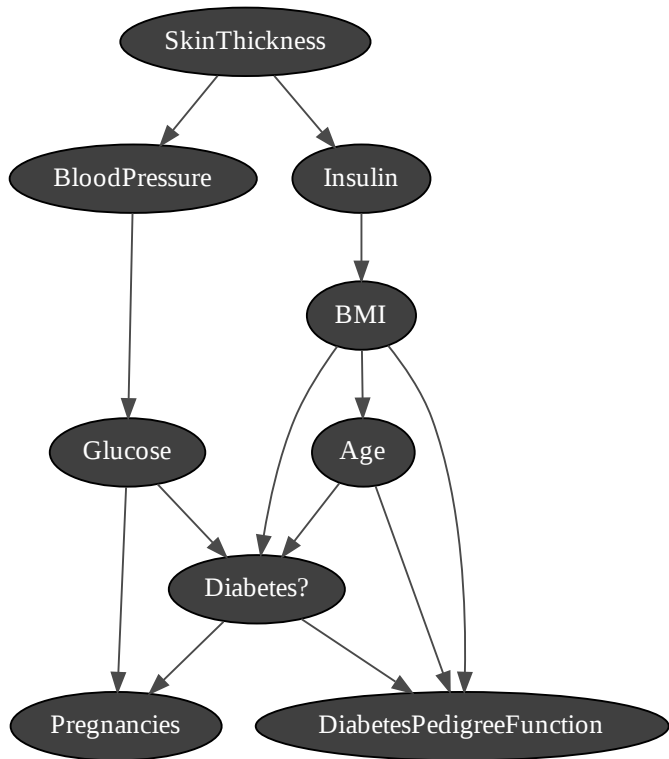 SkinThickness
BloodPressure
Insulin
BMI
Glucose
Age
Diabetes?
Pregnancies
DiabetesPedigreeFunction